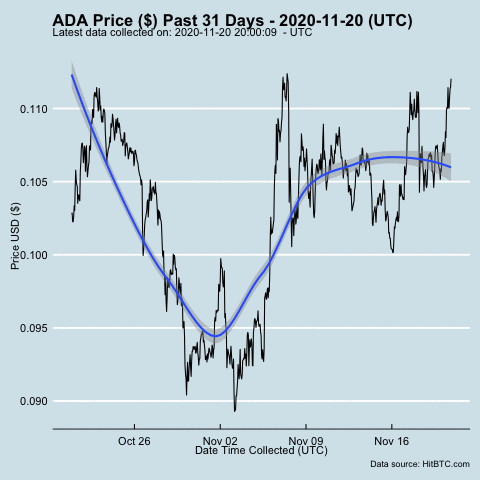 ADA Price ($) Past 31 Days - 2020-11-20 (UTC)
Latest data collected on: 2020-11-20 20:00:09 - UTC
0.110
0.105
0.100
0.095
0.090
Price USD ($)
Oct 26
Nov 02
Nov 09
Nov 16
Date Time Collected (UTC)
Data source: HitBTC.com